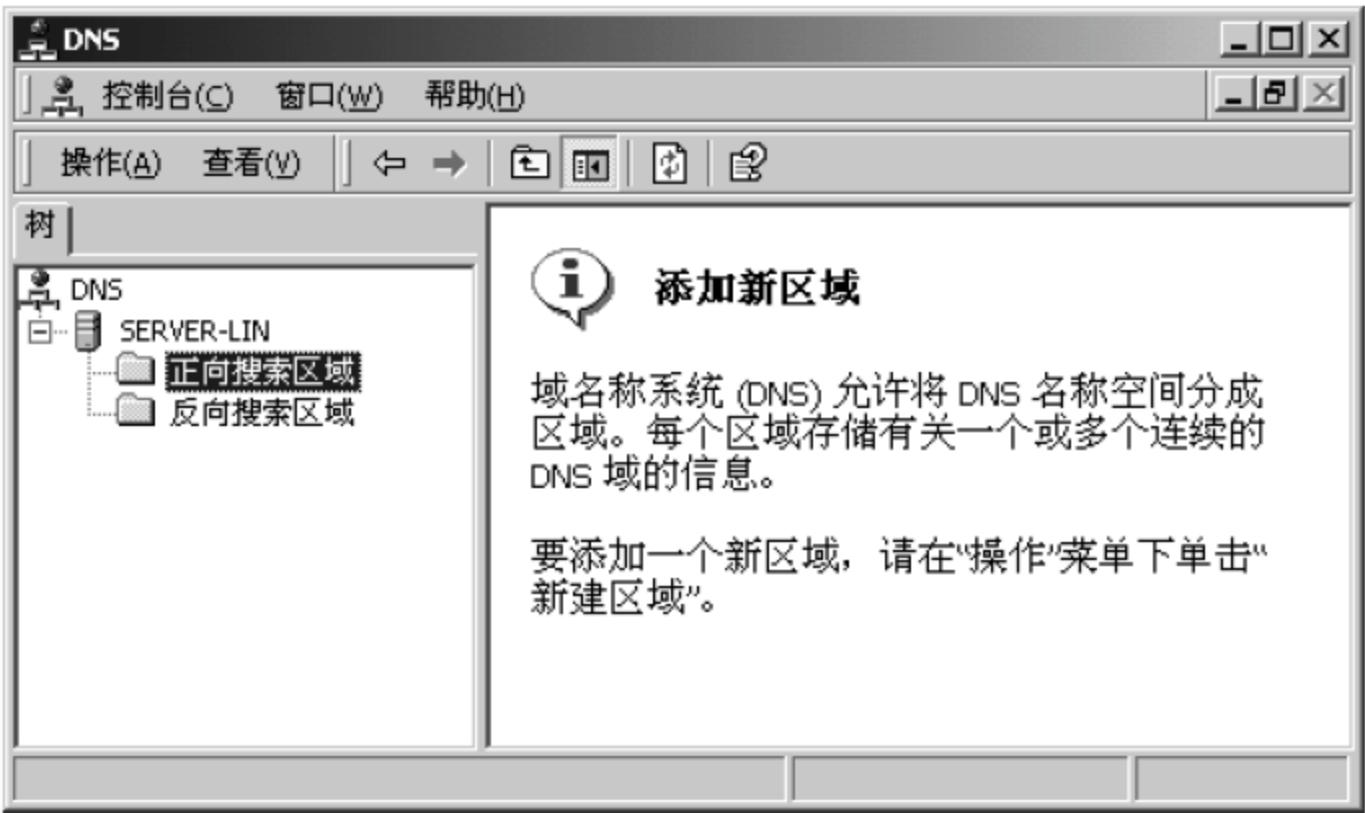 DNS
控制台(C) 窗口(W) 帮助(H)
操作(A) 查看(V)
树
DNS
SERVER-LIN
正向搜索区域
反向搜索区域
添加新区域
域名称系统 (DNS) 允许将 DNS 名称空间分成
区域。每个区域存储有关一个或多个连续的
DNS 域的信息。
要添加一个新区域，请在“操作”菜单下单击“
新建区域”。